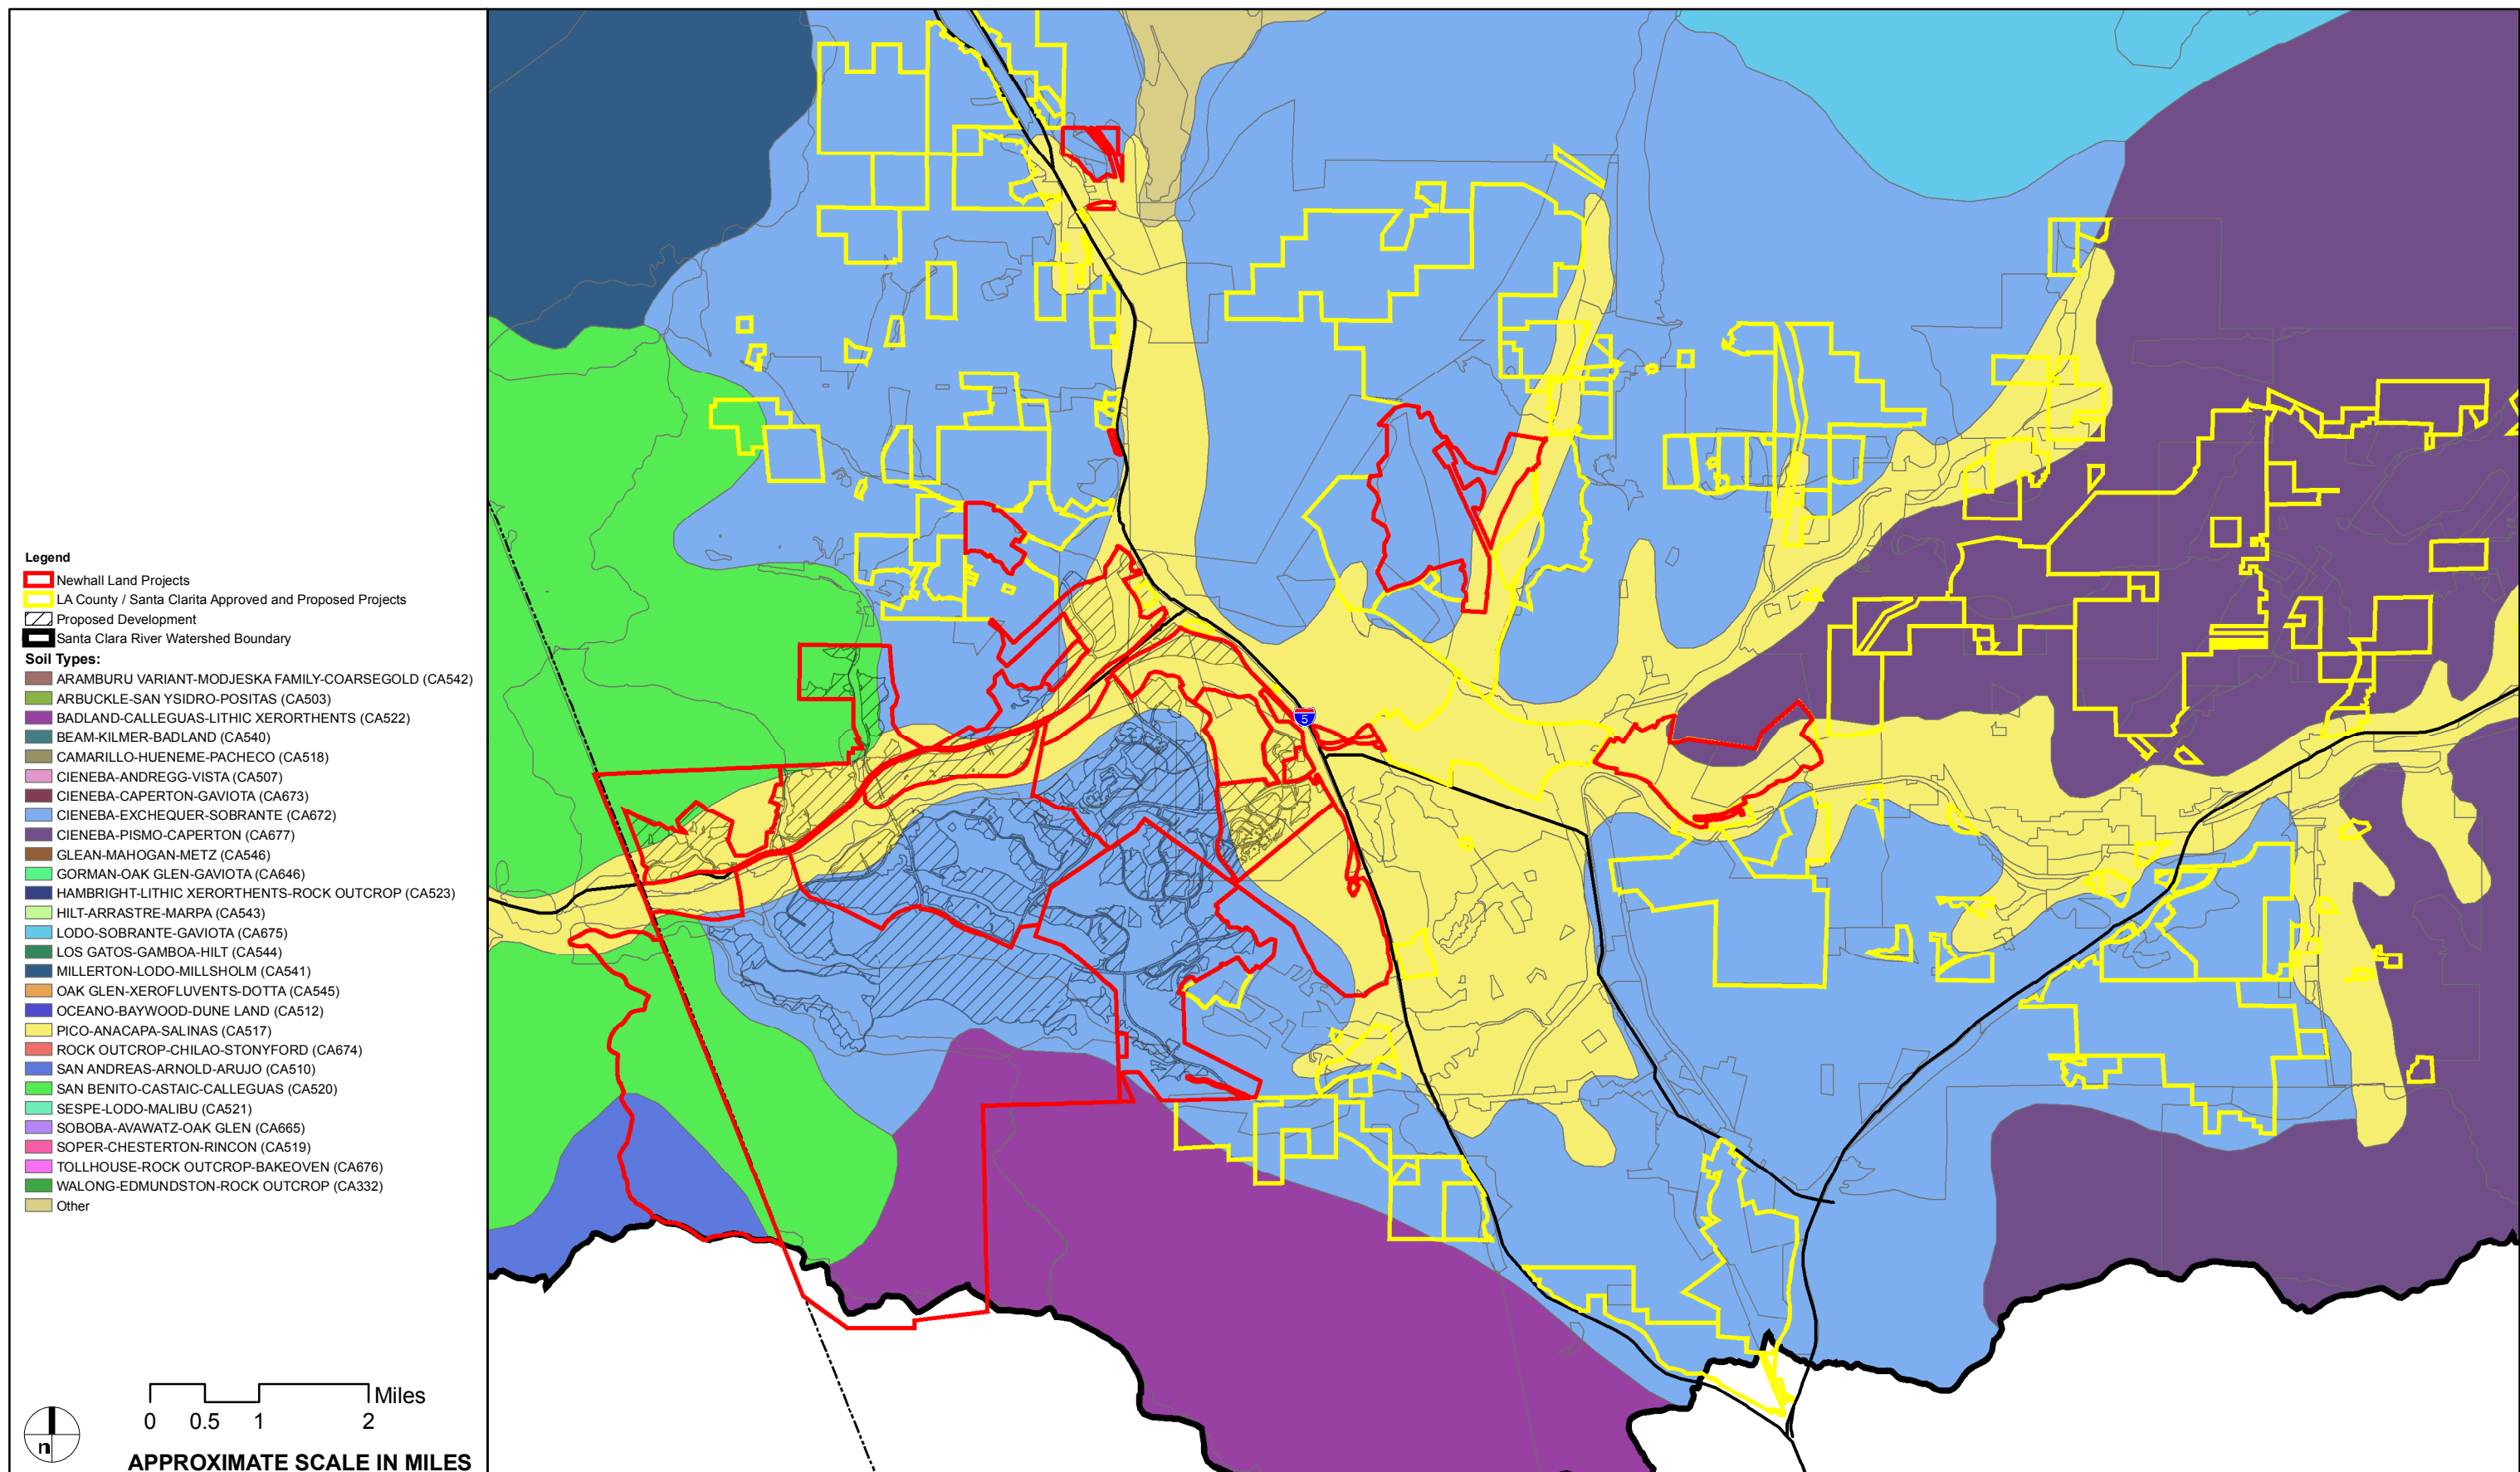 Legend
Newhall Land Projects
LA County / Santa Clarita Approved and Proposed Projects
Proposed Development
Santa Clara River Watershed Boundary
Soil Types:
ARAMBURU VARIANT-MODJESKA FAMILY-COARSEGOLD (CA542)
ARBUCKLE-SAN YSIDRO-POSITAS (CA503)
BADLAND-CALLEGUAS-LITHIC XERORTHENTS (CA522)
BEAM-KILMER-BADLAND (CA540)
CAMARILLO-HUENEME-PACHECO (CA518)
CIENEBA-ANDREGG-VISTA (CA507)
CIENEBA-CAPERTON-GAVIOTA (CA673)
CIENEBA-EXCHEQUER-SOBRANTE (CA672)
CIENEBA-PISMO-CAPERTON (CA677)
GLEAN-MAHOGAN-METZ (CA546)
GORMAN-OAK GLEN-GAVIOTA (CA646)
HAMBRIGHT-LITHIC XERORTHENTS-ROCK OUTCROP (CA523)
HILT-ARRASTRE-MARPA (CA543)
LODO-SOBRANTE-GAVIOTA (CA675)
LOS GATOS-GAMBOA-HILT (CA544)
MILLERTON-LODO-MILLSHOLM (CA541)
OAK GLEN-XEROFLUVENTS-DOTTA (CA545)
OCEANO-BAYWOOD-DUNE LAND (CA512)
PICO-ANACAPA-SALINAS (CA517)
ROCK OUTCROP-CHILAO-STONYFORD (CA674)
SAN ANDREAS-ARNOLD-ARUJO (CA510)
SAN BENITO-CASTAIC-CALLEGUAS (CA520)
SESPE-LODO-MALIBU (CA521)
SOBOBA-AVAWATZ-OAK GLEN (CA665)
SOPER-CHESTERTON-RINCON (CA519)
TOLLHOUSE-ROCK OUTCROP-BAKEOVEN (CA676)
WALONG-EDMUNDSTON-ROCK OUTCROP (CA332)
Other
5
Miles
0 0.5 1 2
n
APPROXIMATE SCALE IN MILES